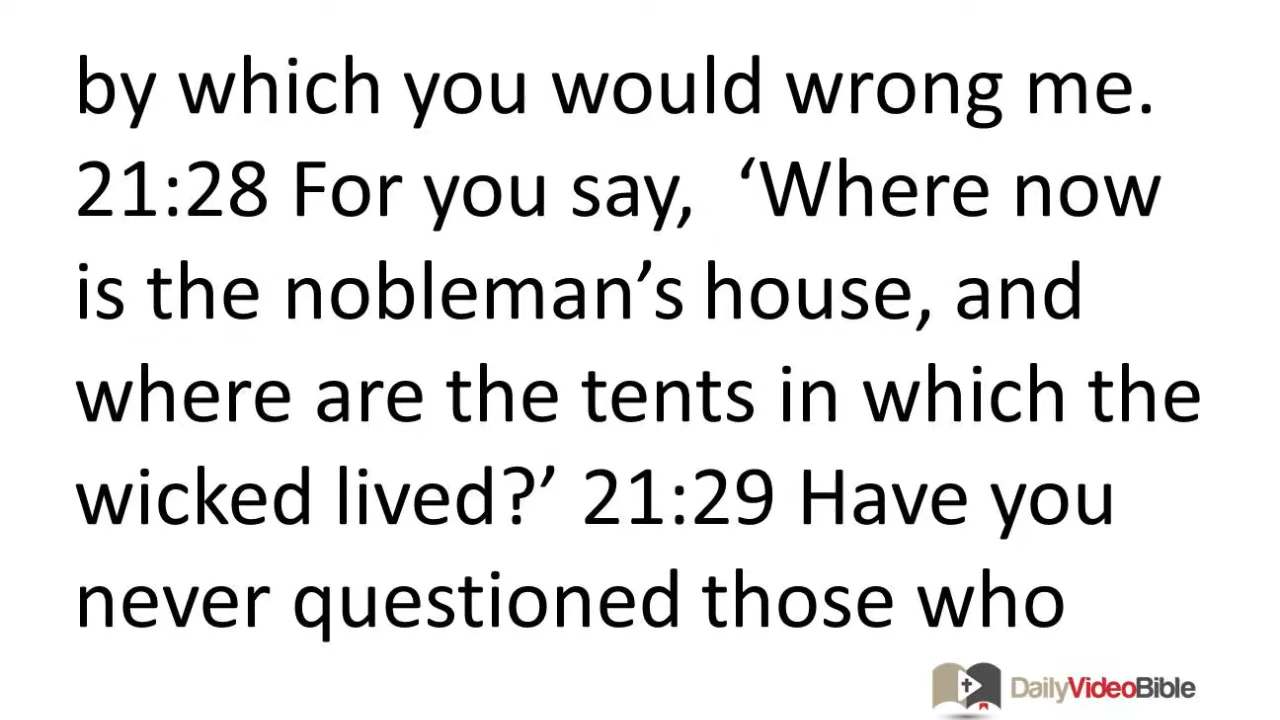 by which you would wrong me.
21:28 For you say,  ‘Where now
is the nobleman’s house, and
where are the tents in which the
wicked lived?’ 21:29 Have you
never questioned those who
DailyVideoBible